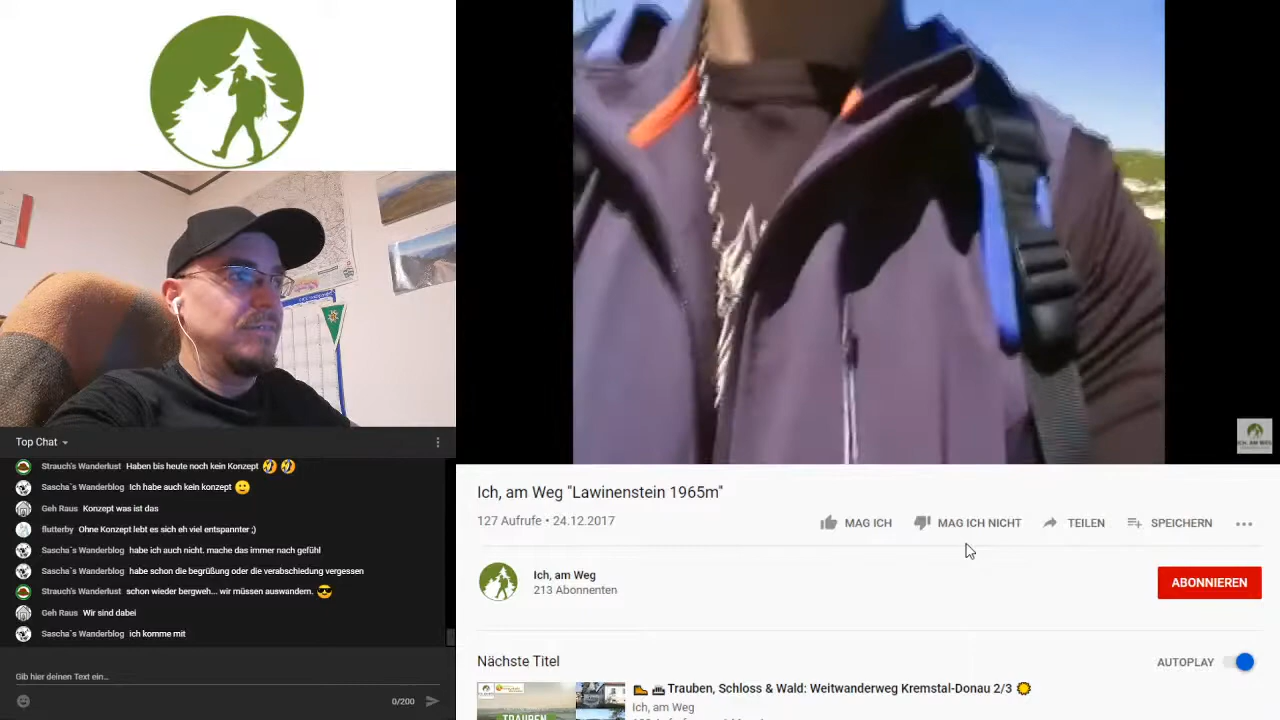 Top Chat
Strauch's Wanderlust Haben bis heute noch kein Konzept 🤣 🤣
Sascha`s Wanderblog Ich habe auch kein konzept 🙂
Geh Raus Konzept was ist das
flutterby Ohne Konzept lebt es sich eh viel entspannter ;)
Sascha`s Wanderblog habe ich auch nicht. mache das immer nach gefühl
Sascha`s Wanderblog habe schon die begrüßung oder die verabschiedung vergessen
Strauch's Wanderlust schon wieder bergweh... wir müssen auswandern. 😎
Geh Raus Wir sind dabei
Sascha`s Wanderblog ich komme mit
Gib hier deinen Text ein...
0/200
ICH, AM WEG
Ich, am Weg "Lawinenstein 1965m"
127 Aufrufe • 24.12.2017
MAG ICH
MAG ICH NICHT
TEILEN
SPEICHERN
Ich, am Weg
213 Abonnenten
ABONNIEREN
Nächste Titel
AUTOPLAY
🥾 🛳 Trauben, Schloss & Wald: Weitwanderweg Kremstal-Donau 2/3 🌞
Ich, am Weg
TRAUBEN